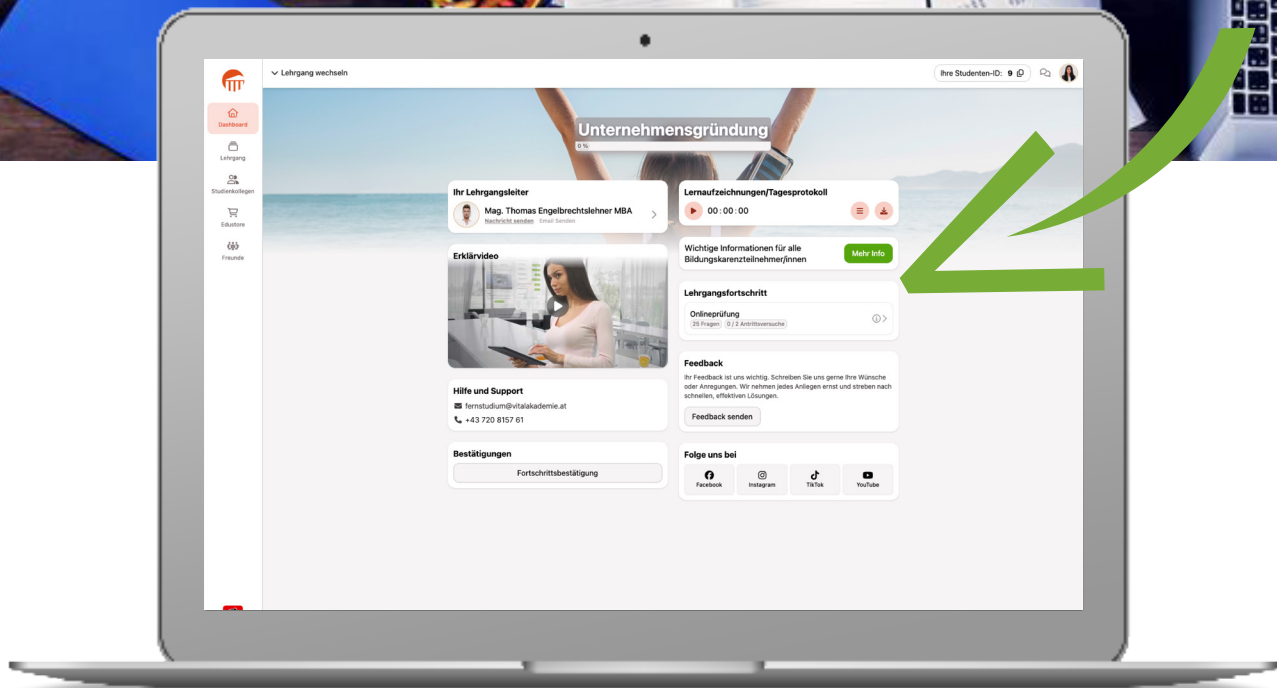 Lehrgang wechseln
Ihre Studenten-ID: 9
Dashboard
Lehrgang
Studienkollegen
Edustore
Freunde
Unternehmensgründung
0 %
Ihr Lehrgangsleiter
Mag. Thomas Engelbrechtslehner MBA
Nachricht senden Email Senden
Erklärvideo
Hilfe und Support
fernstudium@vitalakademie.at
+43 720 8157 61
Bestätigungen
Fortschrittsbestätigung
Lernaufzeichnungen/Tagesprotokoll
00:00:00
Wichtige Informationen für alle
Bildungskarenzteilnehmer/innen
Mehr Info
Lehrgangsfortschritt
Onlineprüfung
25 Fragen 0 / 2 Antrittsversuche
Feedback
Ihr Feedback ist uns wichtig. Schreiben Sie uns gerne Ihre Wünsche
oder Anregungen. Wir nehmen jedes Anliegen ernst und streben nach
schnellen, effektiven Lösungen.
Feedback senden
Folge uns bei
Facebook Instagram TikTok YouTube